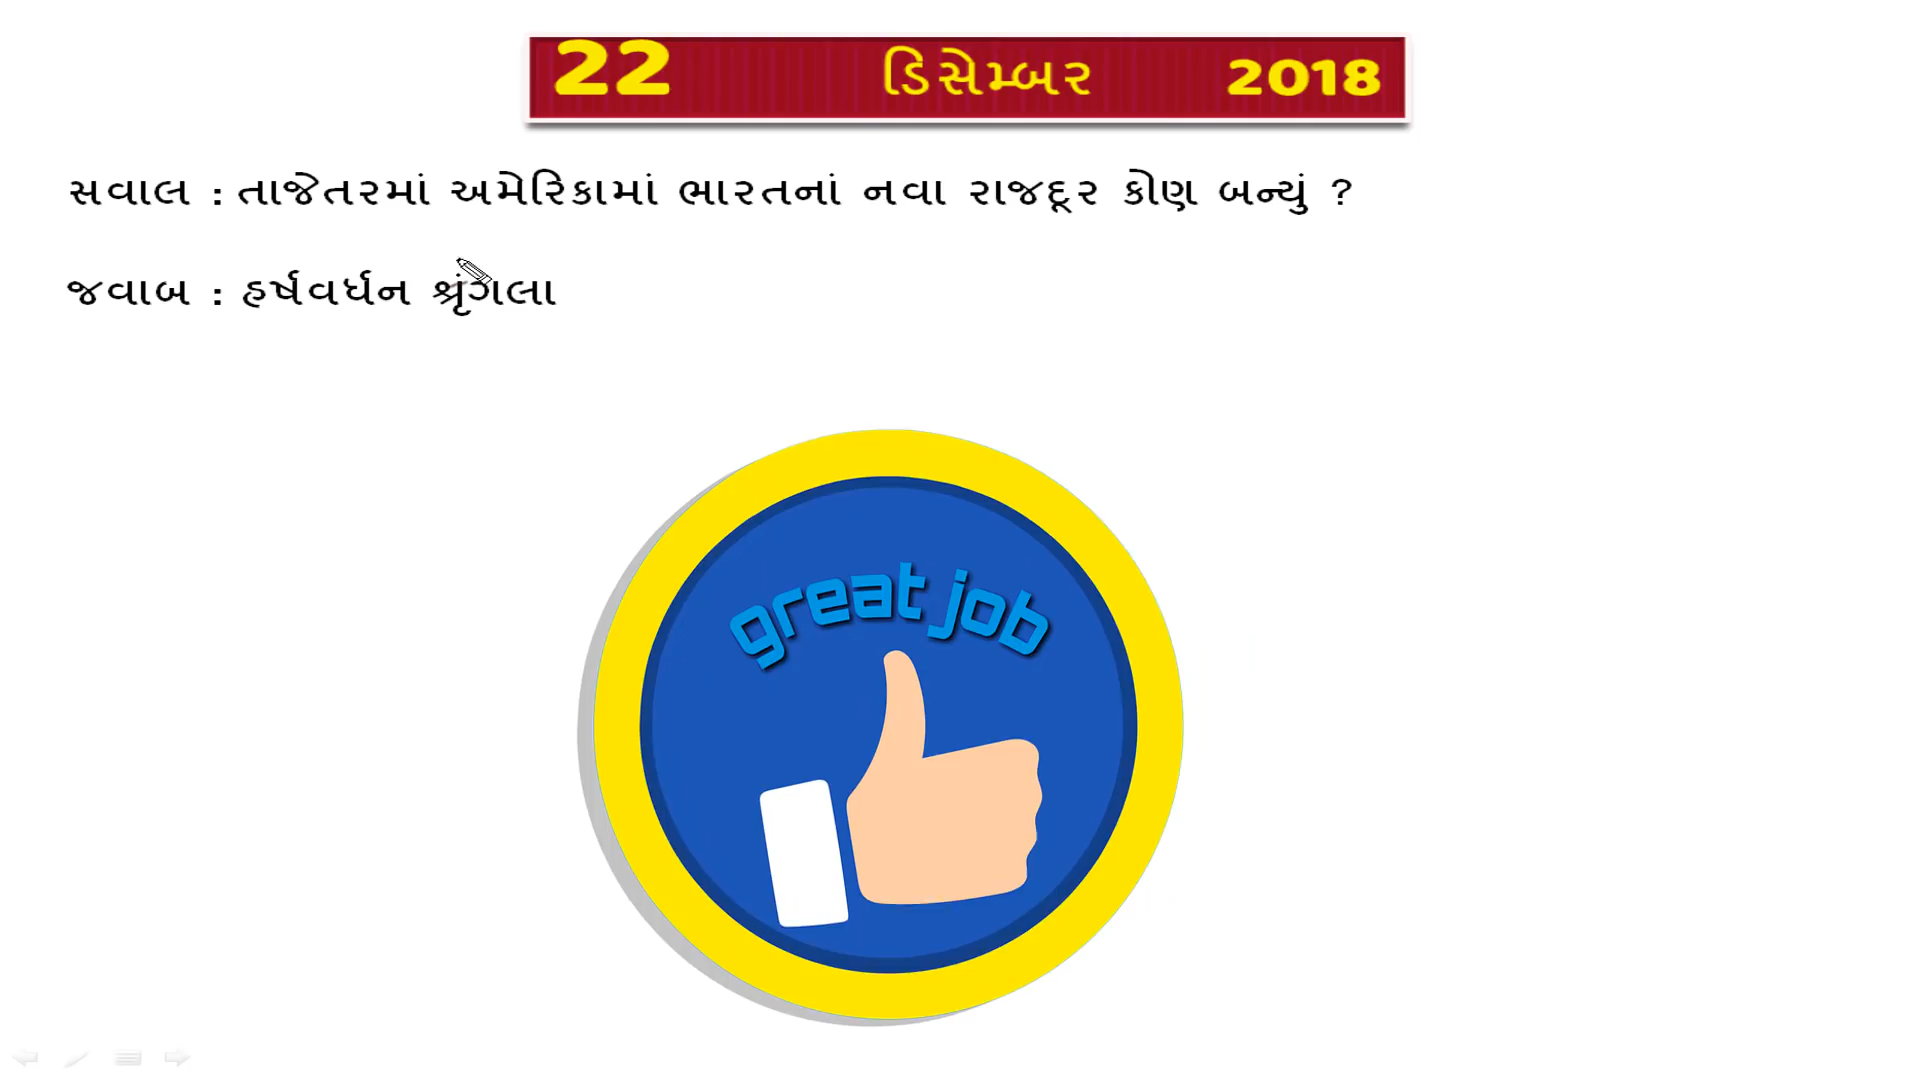 22 ડિસેમ્બર 2018
સવાલ : તાજેતરમાં અમેરિકામાં ભારતનાં નવા રાજદૂર કોણ બન્યું ?
જવાબ : હર્ષવર્ધન શ્રૃંગલા
great job